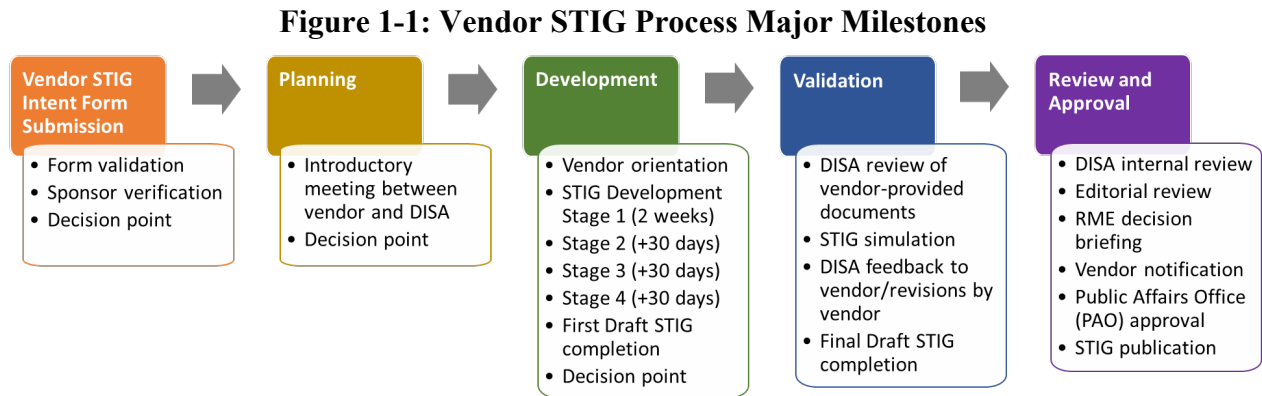 Figure 1-1: Vendor STIG Process Major Milestones
Vendor STIG
Intent Form
Submission
• Form validation
• Sponsor verification
• Decision point
Planning
• Introductory
meeting between
vendor and DISA
• Decision point
Development
• Vendor orientation
• STIG Development
Stage 1 (2 weeks)
• Stage 2 (+30 days)
• Stage 3 (+30 days)
• Stage 4 (+30 days)
• First Draft STIG
completion
• Decision point
Validation
• DISA review of
vendor-provided
documents
• STIG simulation
• DISA feedback to
vendor/revisions by
vendor
• Final Draft STIG
completion
Review and
Approval
• DISA internal review
• Editorial review
• RME decision
briefing
• Vendor notification
• Public Affairs Office
(PAO) approval
• STIG publication